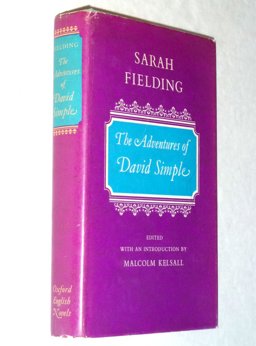 FIELDING
The
Adventures
of
David
Simple
Oxford
English
Novels
SARAH
FIELDING
The Adventures of
David Simple
EDITED
WITH AN INTRODUCTION BY
MALCOLM KELSALL